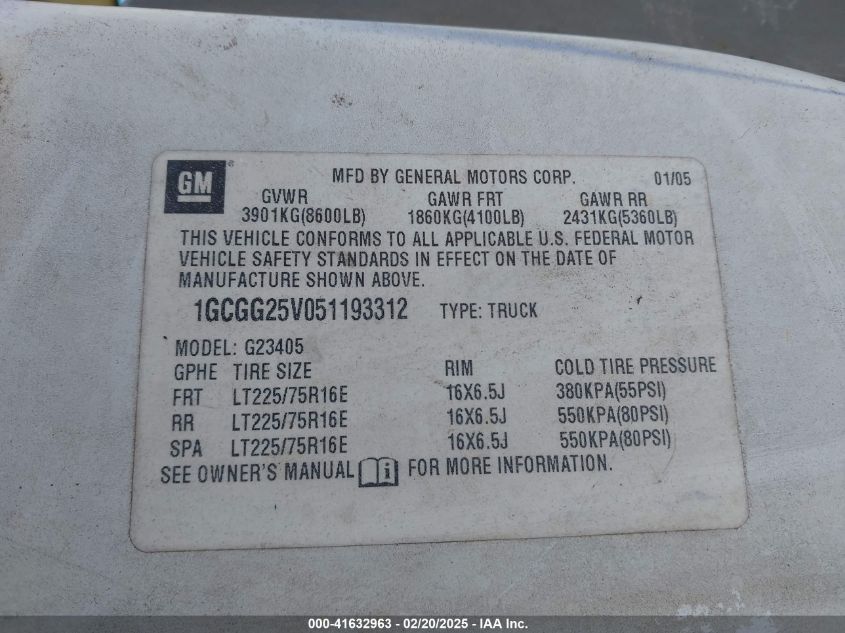 GM® MFD BY GENERAL MOTORS CORP. 01/05
GVWR GAWR FRT GAWR RR
3901KG(8600LB) 1860KG(4100LB) 2431KG(5360LB)
THIS VEHICLE CONFORMS TO ALL APPLICABLE U.S. FEDERAL MOTOR
VEHICLE SAFETY STANDARDS IN EFFECT ON THE DATE OF
MANUFACTURE SHOWN ABOVE.
1GCGG25V051193312 TYPE: TRUCK
MODEL: G23405
GPHE TIRE SIZE RIM COLD TIRE PRESSURE
FRT LT225/75R16E 16X6.5J 380KPA(55PSI)
RR LT225/75R16E 16X6.5J 550KPA(80PSI)
SPA LT225/75R16E 16X6.5J 550KPA(80PSI)
SEE OWNER'S MANUAL i FOR MORE INFORMATION.
000-41632963 - 02/20/2025 - IAA Inc.